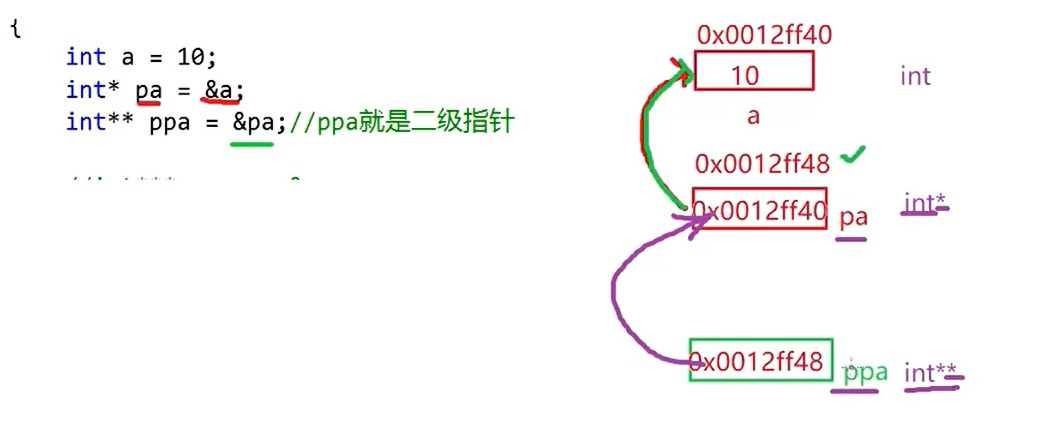 {
int a = 10;
int* pa = &a;
int** ppa = &pa;//ppa就是二级指针
0x0012ff40
10
int
a
0x0012ff48
0x0012ff40
pa
int*
0x0012ff48
ppa
int**